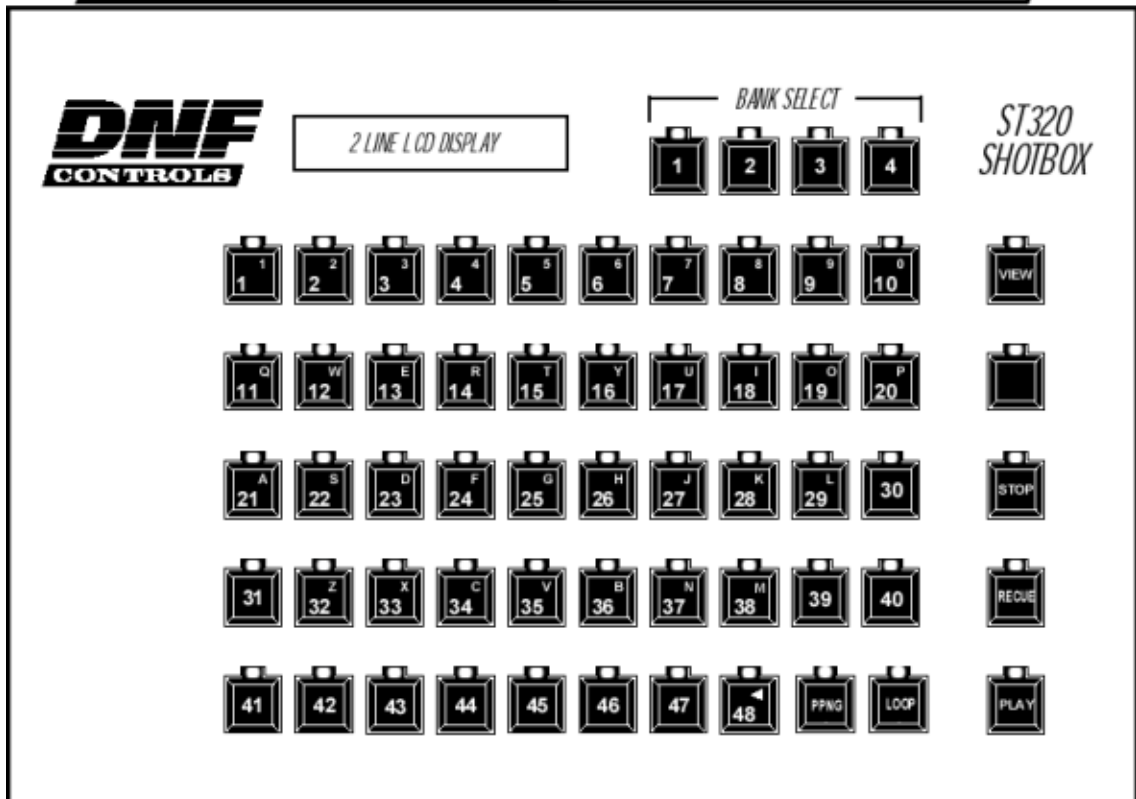 DNF
CONTROLS
2 LINE LCD DISPLAY
BANK SELECT
ST320
SHOTBOX
1 2 3 4
1 2 3 4 5 6 7 8 9 0
1 2 3 4 5 6 7 8 9 10
VIEW
Q W E R T Y U I O P
11 12 13 14 15 16 17 18 19 20
A S D F G H J K L
21 22 23 24 25 26 27 28 29 30
STOP
Z X C V B N M
31 32 33 34 35 36 37 38 39 40
RECUE
41 42 43 44 45 46 47 48 PPNG LOOP PLAY